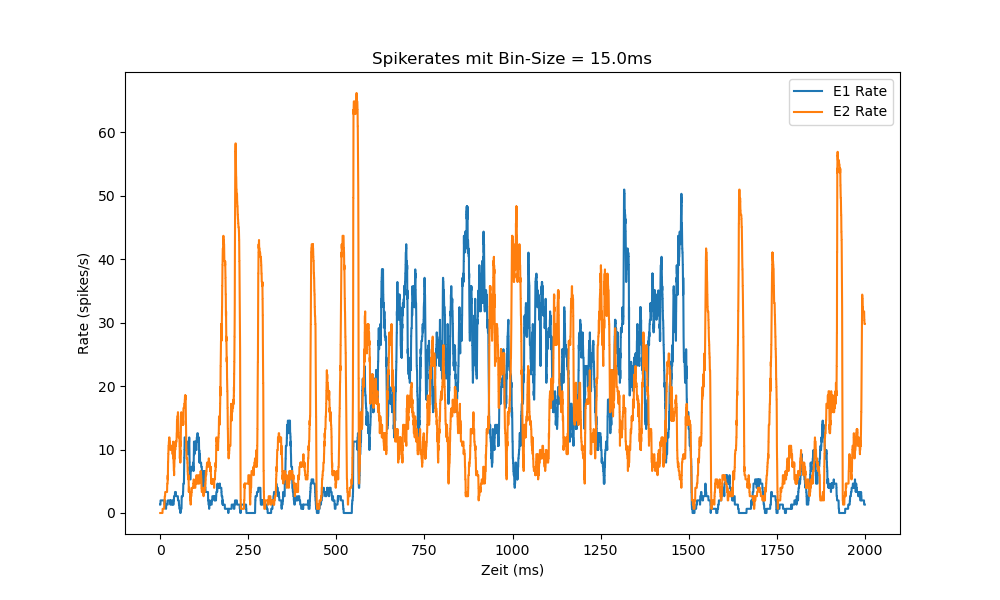 Spikerates mit Bin-Size = 15.0ms
E1 Rate
E2 Rate
60
50
40
30
20
10
0
Rate (spikes/s)
0 250 500 750 1000 1250 1500 1750 2000
Zeit (ms)